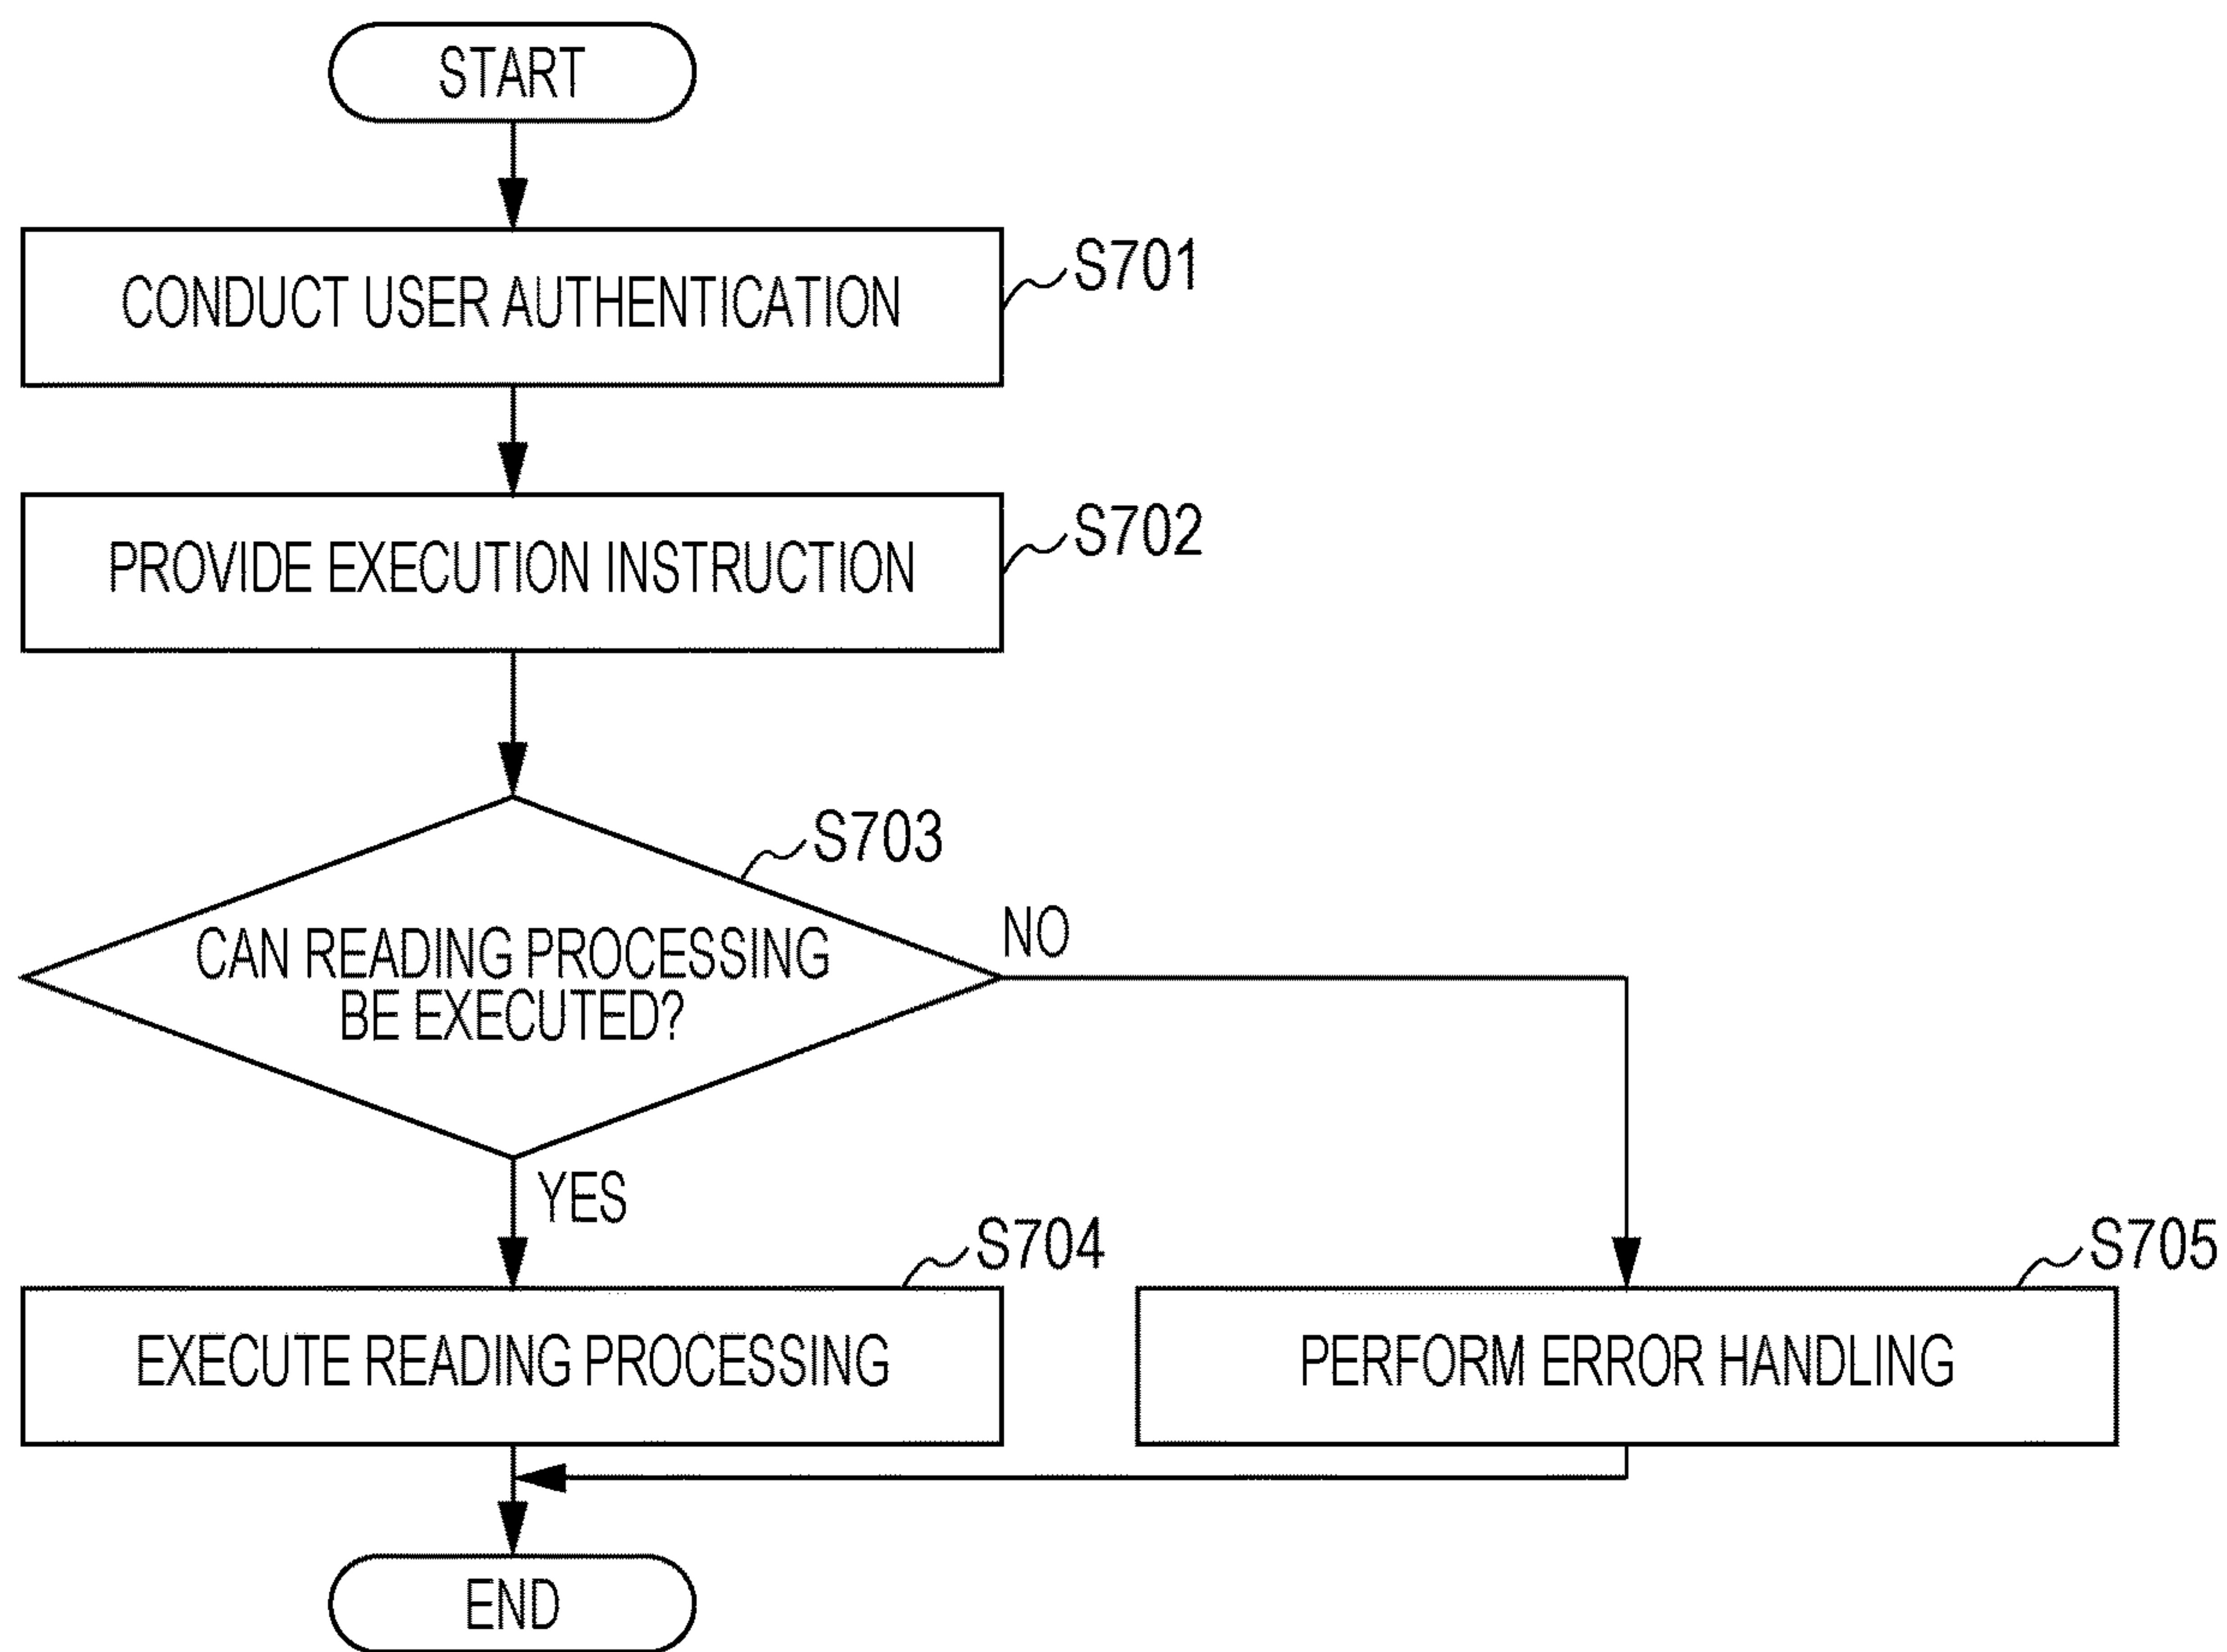 START
CONDUCT USER AUTHENTICATION
S701
PROVIDE EXECUTION INSTRUCTION
S702
S703
CAN READING PROCESSING
BE EXECUTED?
NO
YES
S704
EXECUTE READING PROCESSING
S705
PERFORM ERROR HANDLING
END